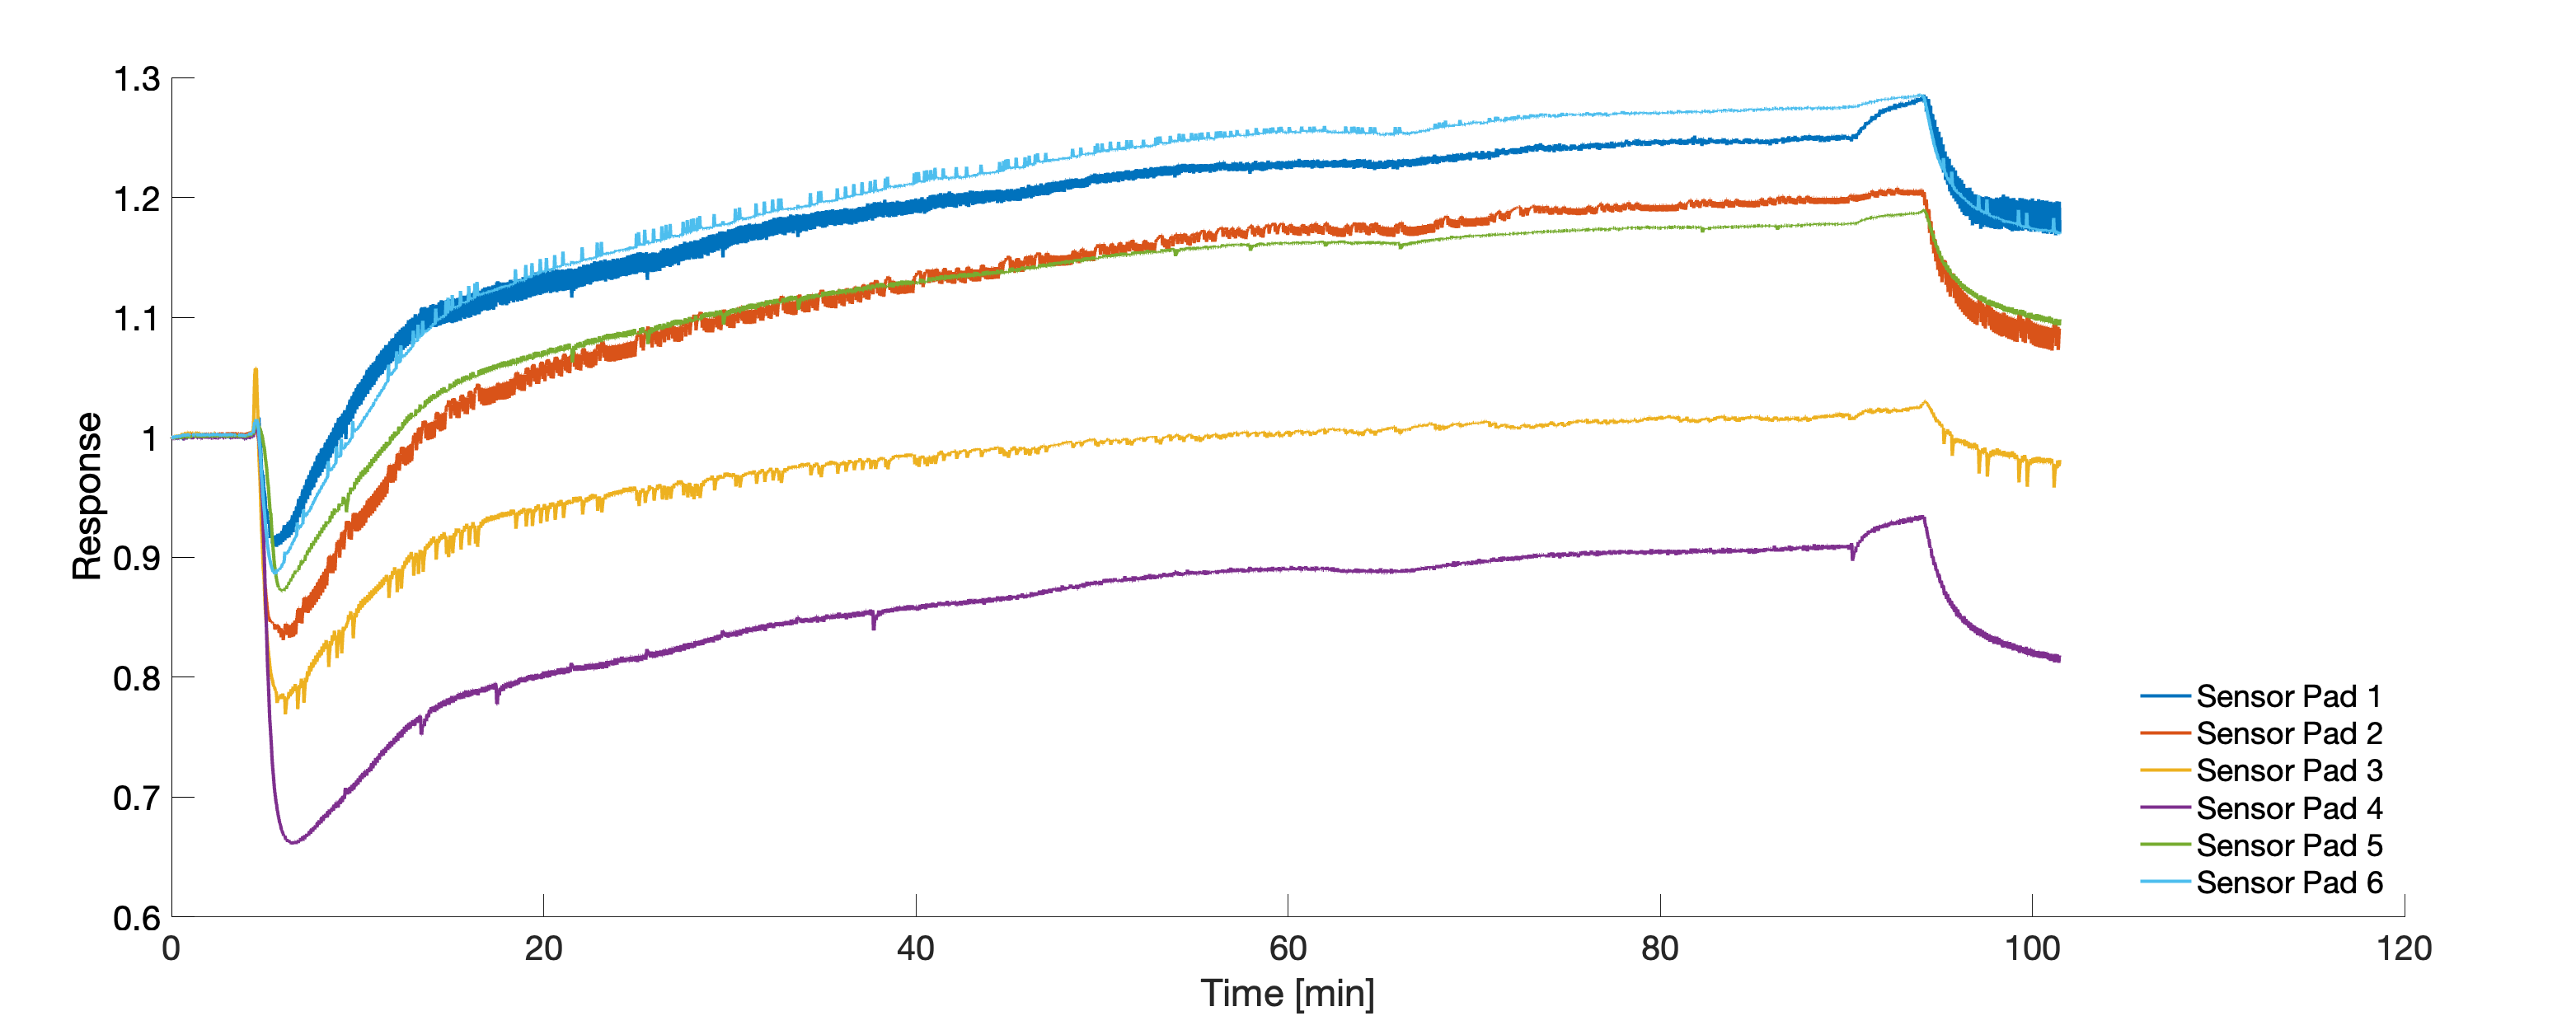 1.3
1.2
1.1
1
0.9
0.8
0.7
0.6
Response
0 20 40 60 80 100 120
Time [min]
Sensor Pad 1
Sensor Pad 2
Sensor Pad 3
Sensor Pad 4
Sensor Pad 5
Sensor Pad 6